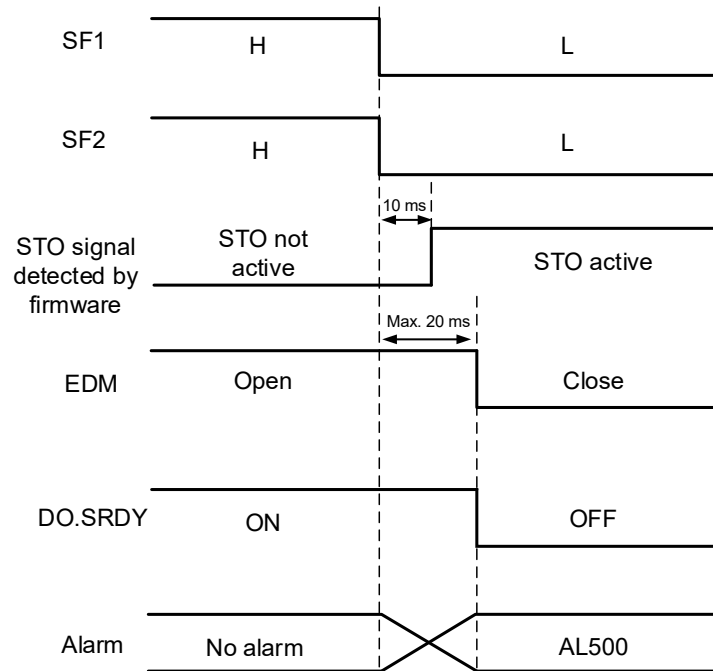 SF1
H
L
SF2
H
L
10 ms
STO signal
detected by
firmware
STO not
active
STO active
Max. 20 ms
EDM
Open
Close
DO.SRDY
ON
OFF
Alarm
No alarm
AL500